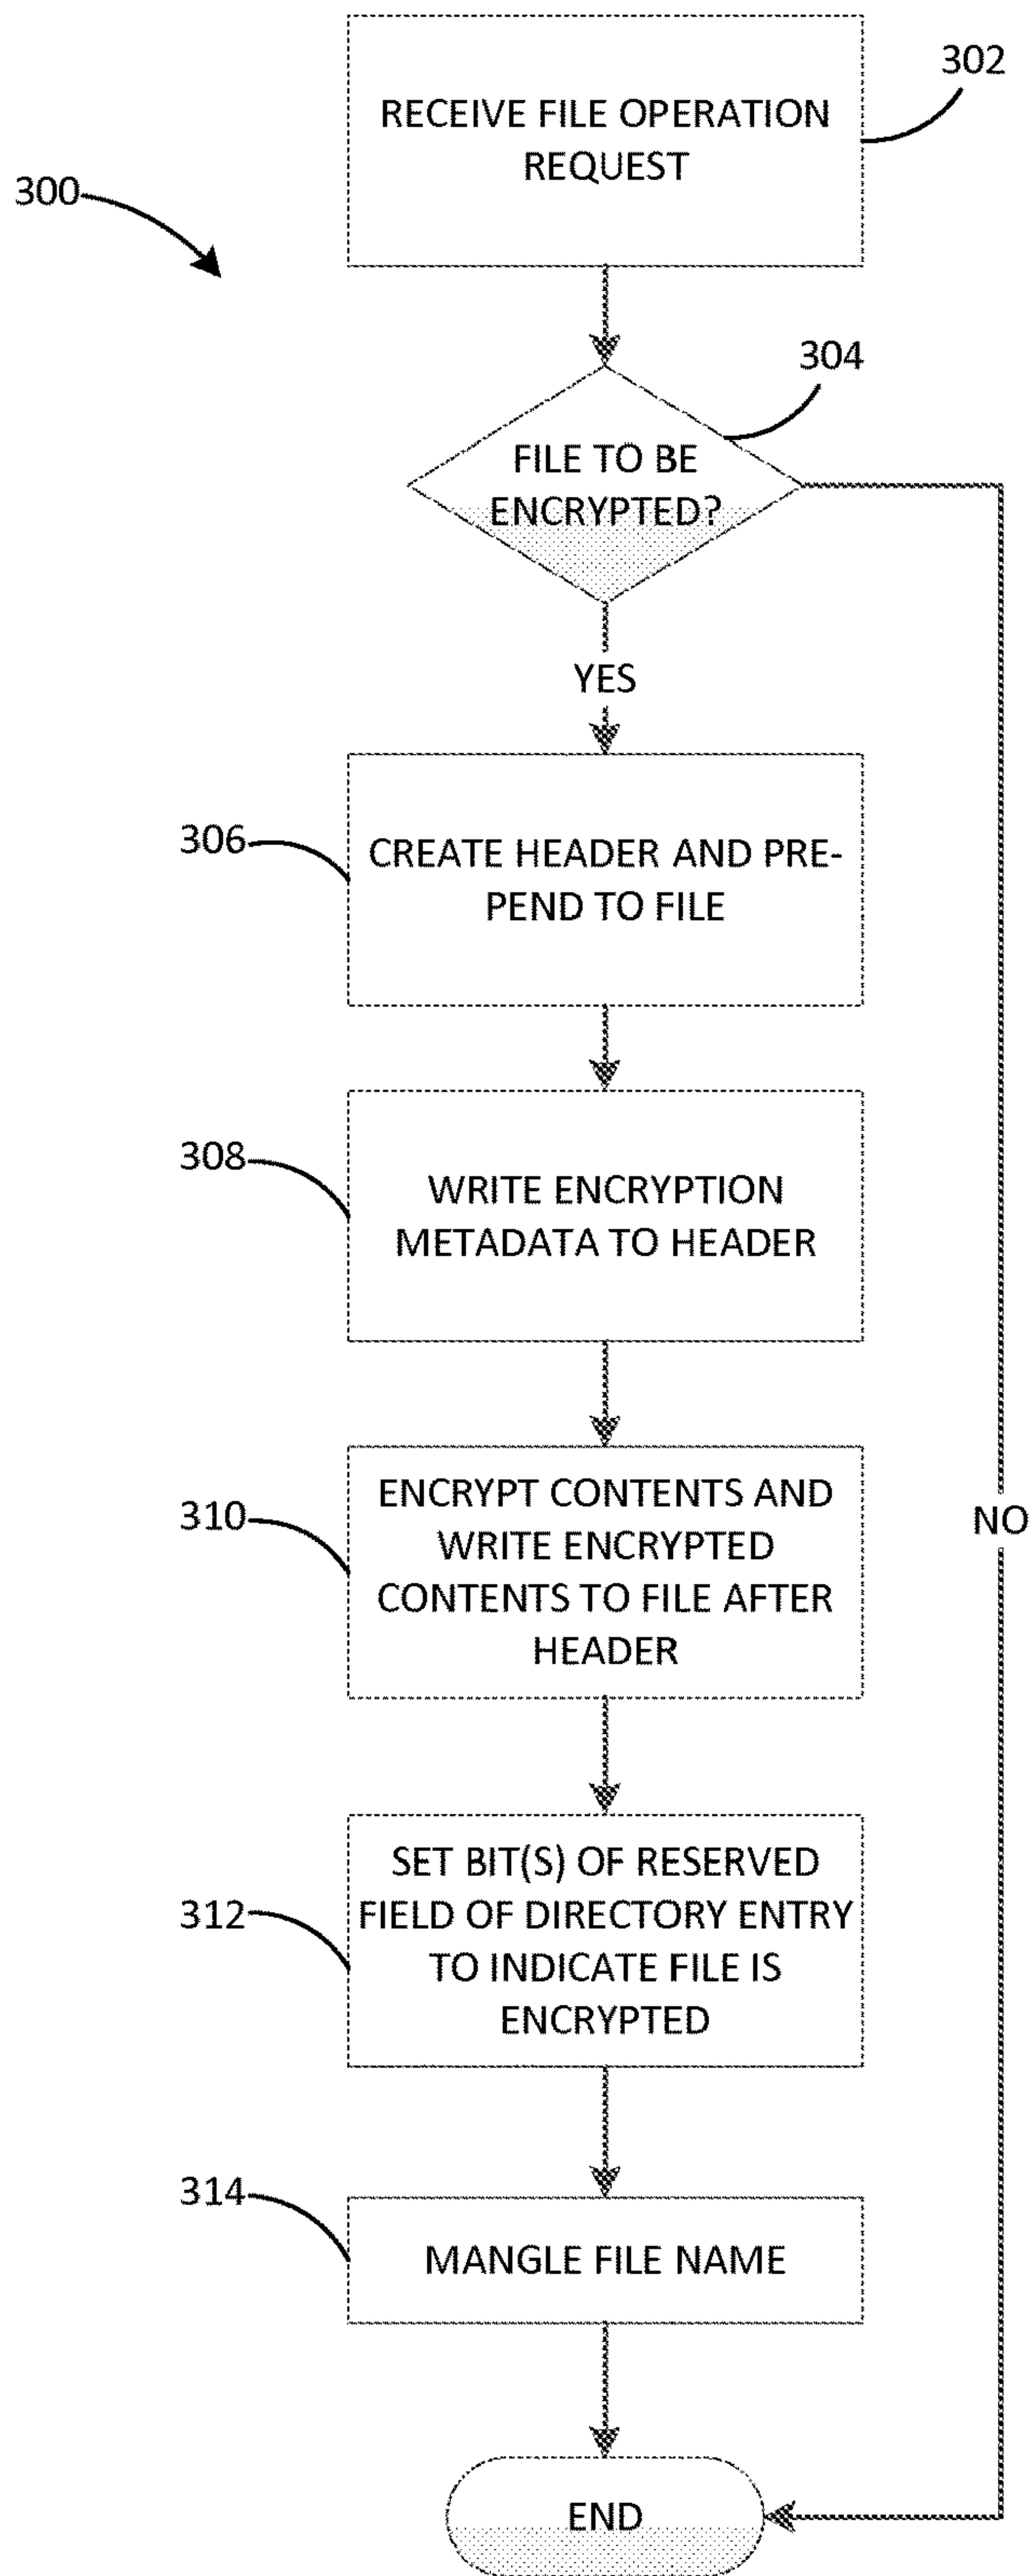 302
RECEIVE FILE OPERATION
REQUEST
300
304
FILE TO BE
ENCRYPTED?
YES
306
CREATE HEADER AND PRE-
PEND TO FILE
308
WRITE ENCRYPTION
METADATA TO HEADER
310
ENCRYPT CONTENTS AND
WRITE ENCRYPTED
CONTENTS TO FILE AFTER
HEADER
NO
312
SET BIT(S) OF RESERVED
FIELD OF DIRECTORY ENTRY
TO INDICATE FILE IS
ENCRYPTED
314
MANGLE FILE NAME
END